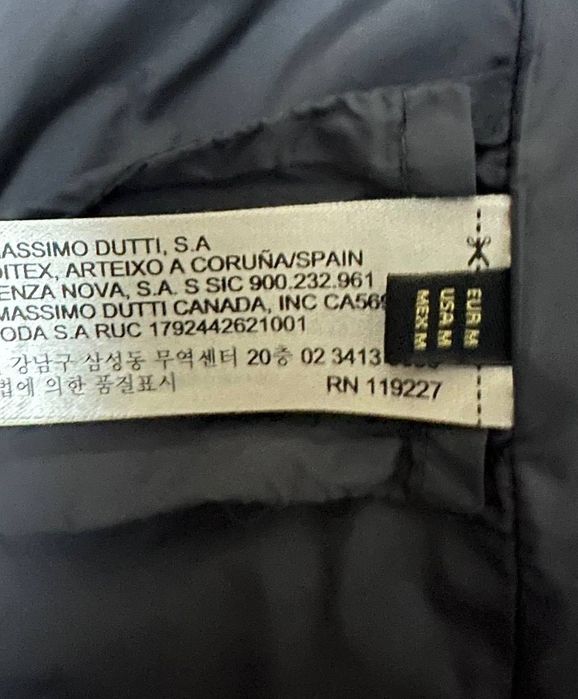 MASSIMO DUTTI, S.A
DITEX, ARTEIXO A CORUÑA/SPAIN
ENZA NOVA, S.A. S SIC 900.232.961
MASSIMO DUTTI CANADA, INC CA569
ODA S.A RUC 1792442621001
강남구 삼성동 무역센터 20층 02 3413
법에 의한 품질표시
RN 119227
EUR M
USA M
MEX M